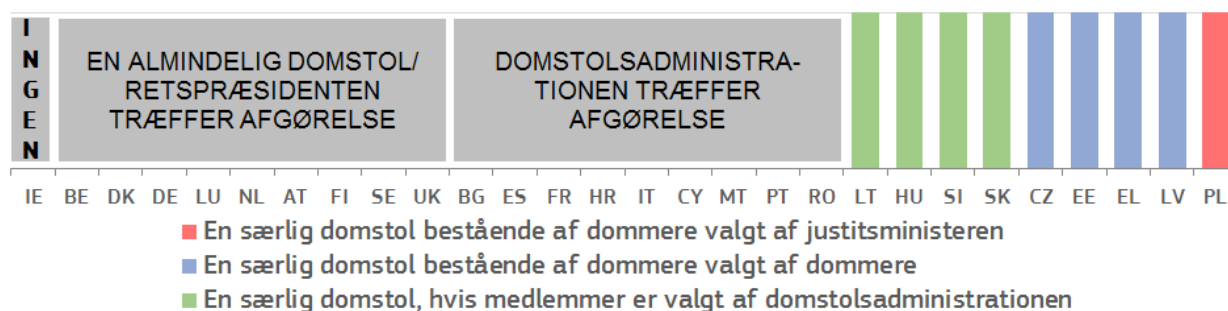 INGEN
EN ALMINDELIG DOMSTOL/
RETSPRÆSIDENTEN
TRÆFFER AFGØRELSE
DOMSTOLSADMINISTRA-
TIONEN TRÆFFER
AFGØRELSE
IE BE DK DE LU NL AT FI SE UK BG ES FR HR IT CY MT PT RO LT HU SI SK CZ EE EL LV PL
En særlig domstol bestående af dommere valgt af justitsministeren
En særlig domstol bestående af dommere valgt af dommere
En særlig domstol, hvis medlemmer er valgt af domstolsadministrationen